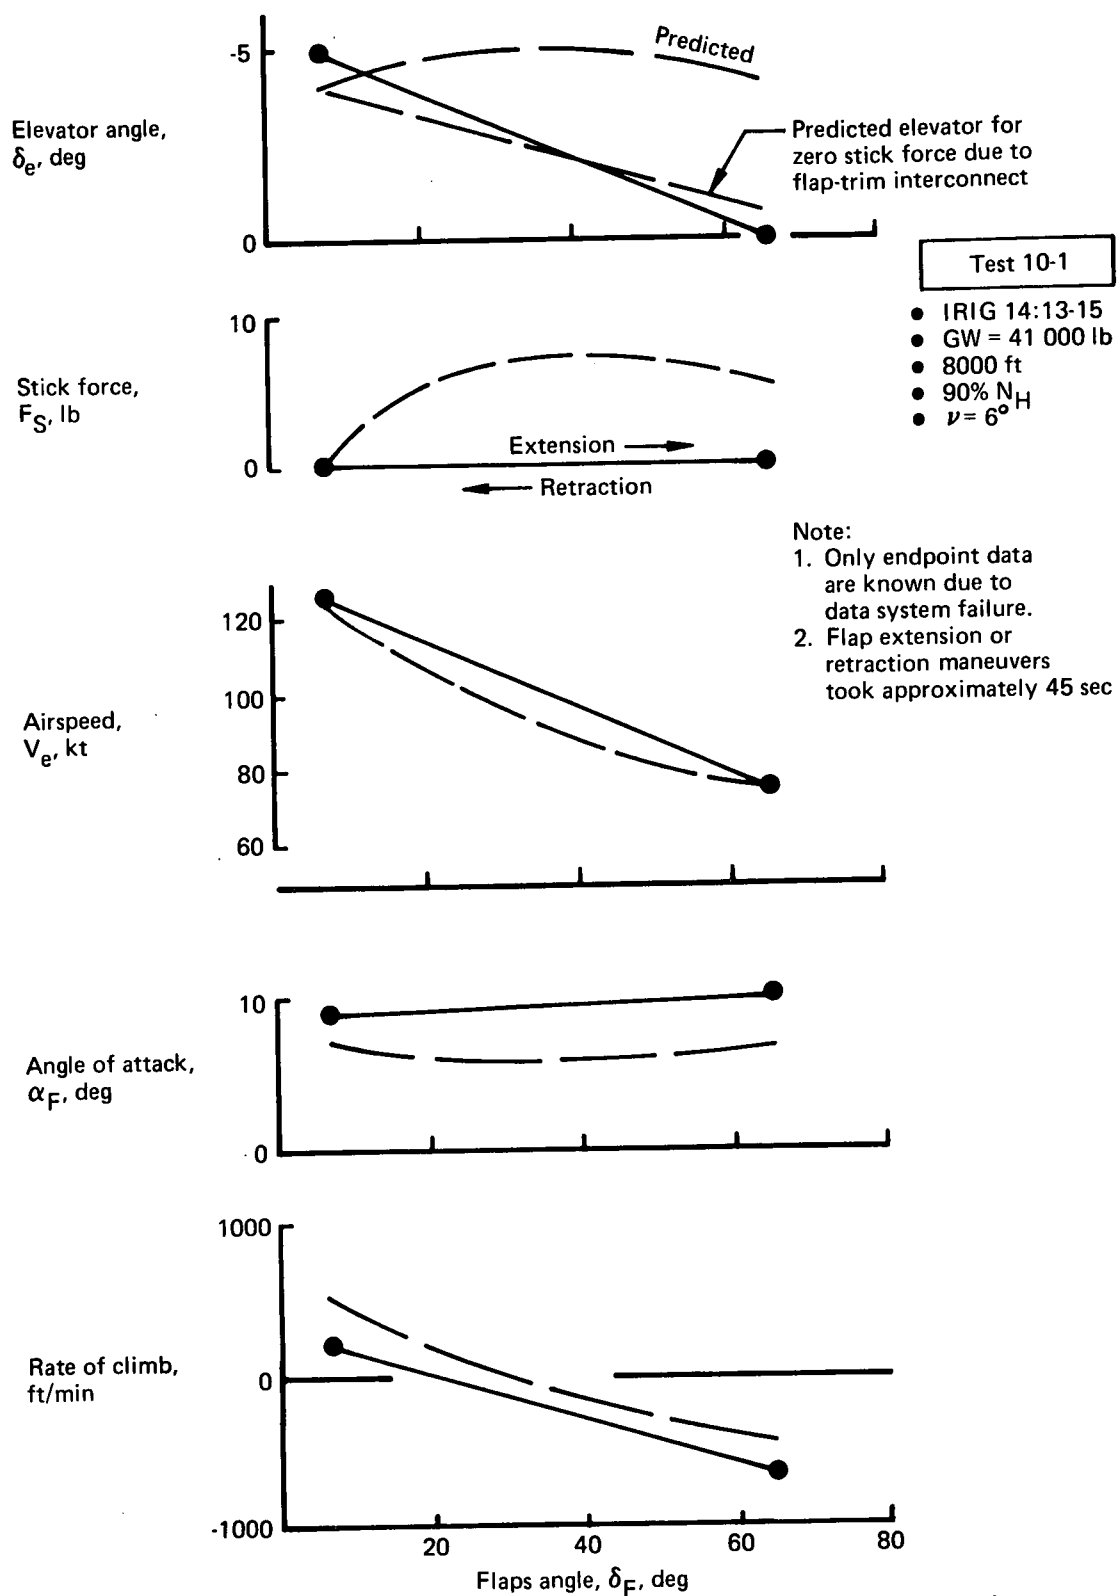 Predicted
-5
Elevator angle,
δe, deg
Predicted elevator for
zero stick force due to
flap-trim interconnect
0
Test 10-1
● IRIG 14:13-15
● GW = 41 000 lb
● 8000 ft
● 90% NH
● ν = 6°
10
Stick force,
FS, lb
Extension
0
Retraction
Note:
1. Only endpoint data
are known due to
data system failure.
2. Flap extension or
retraction maneuvers
took approximately 45 sec
120
100
Airspeed,
Ve, kt
80
60
10
Angle of attack,
αF, deg
0
1000
Rate of climb,
ft/min
0
-1000
20 40 60 80
Flaps angle, δF, deg